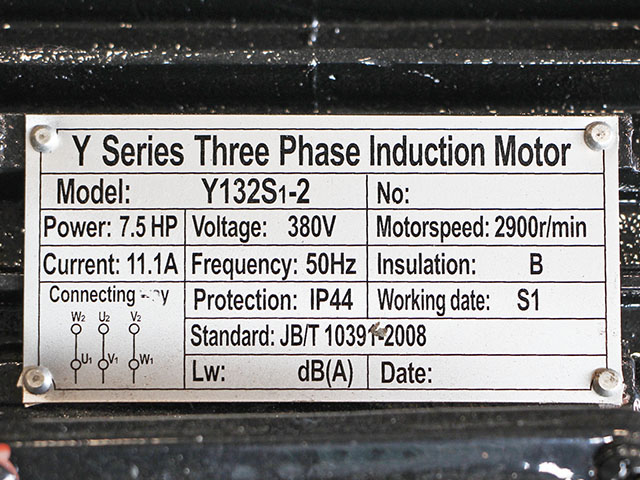 Y Series Three Phase Induction Motor
Model: Y132S1-2 No:
Power: 7.5 HP Voltage: 380V Motorspeed: 2900r/min
Current: 11.1A Frequency: 50Hz Insulation: B
Connecting way Protection: IP44 Working date: S1
W2 U2 V2
Standard: JB/T 10391-2008
U1 V1 W1
Lw: dB(A) Date: